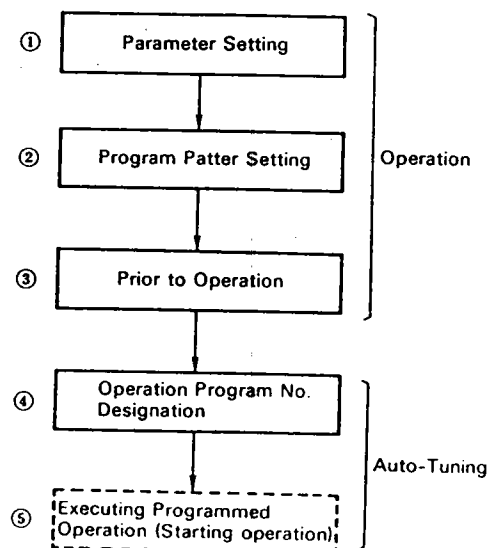 ① Parameter Setting
② Program Patter Setting
Operation
③ Prior to Operation
④ Operation Program No.
Designation
Auto-Tuning
⑤ Executing Programmed
Operation (Starting operation)